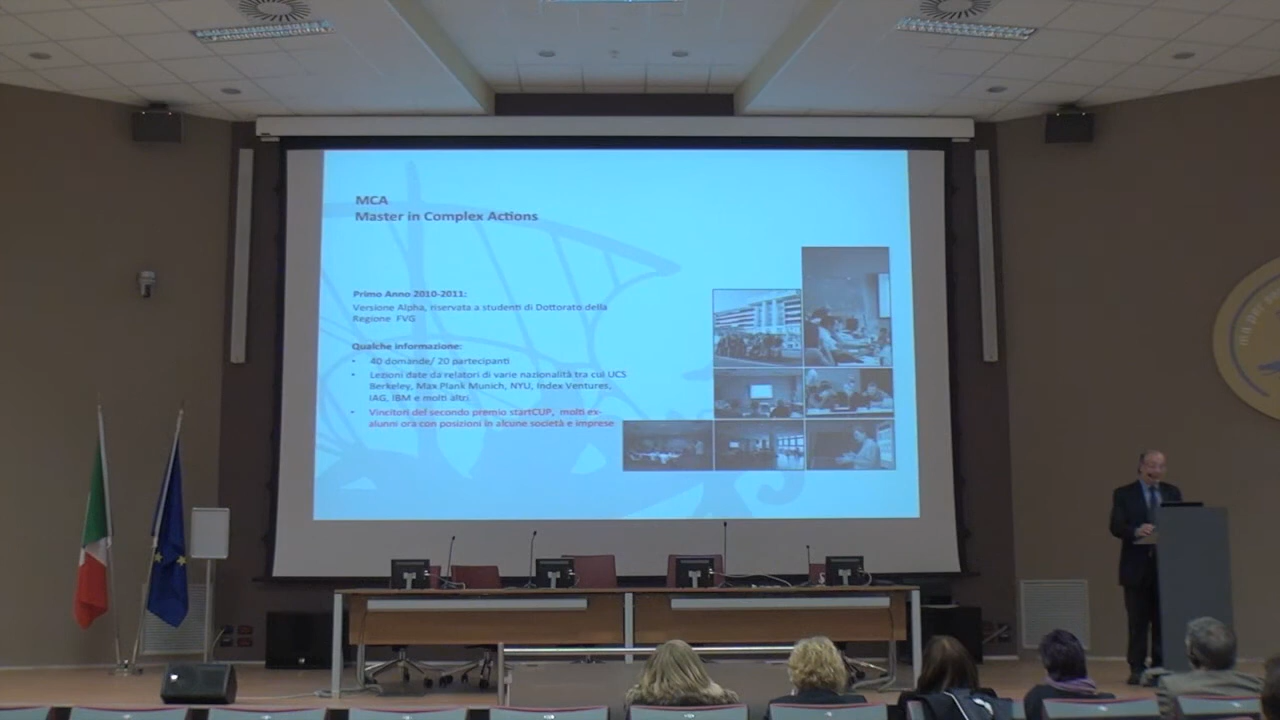 MCA
Master in Complex Actions
Primo Anno 2010-2011:
Versione Alpha, riservata a studenti di Dottorato della
Regione FVG
Qualche informazione:
• 40 domande/ 20 partecipanti
• Lezioni date da relatori di varie nazionalità tra cui UCS
Berkeley, Max Plank Munich, NYU, Index Ventures,
IAG, IBM e molti altri
• Vincitori del secondo premio startCUP, molti ex-
alunni ora con posizioni in alcune società e imprese